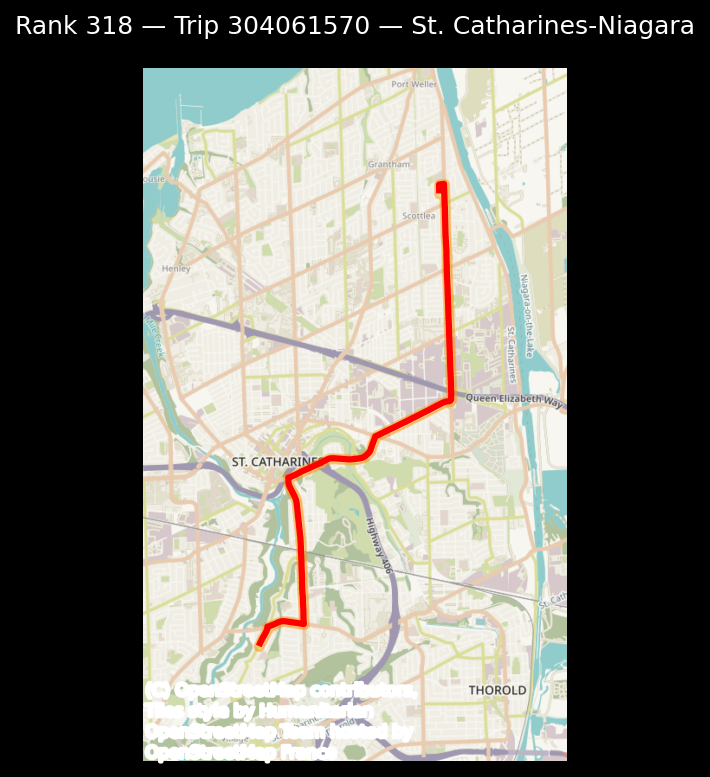 Rank 318 — Trip 304061570 — St. Catharines-Niagara
Port Weller
Grantham
Scottlea
Henley
Niagara-on-the-Lake
St. Catharines
Queen Elizabeth Way
ST. CATHARINES
Highway 406
THOROLD
(C) OpenStreetMap contributors,
Tiles style by Humanitarian
OpenStreetMap Team hosted by
OpenStreetMap France